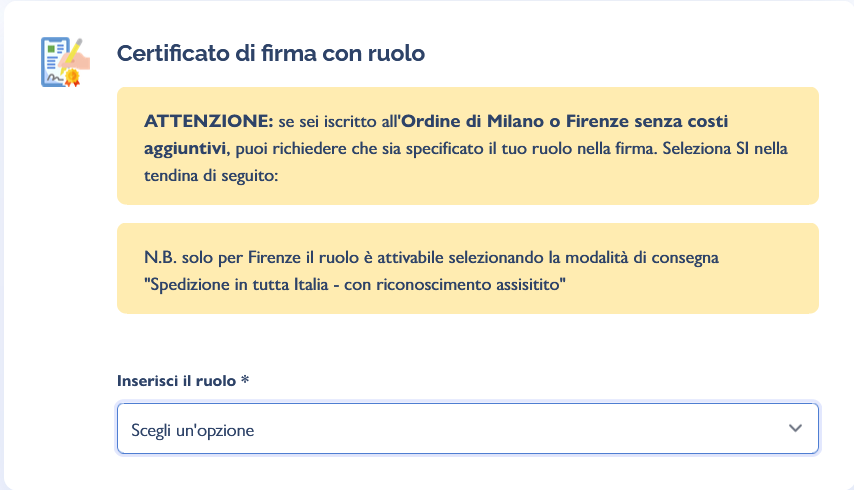 Certificato di firma con ruolo
ATTENZIONE: se sei iscritto all'Ordine di Milano o Firenze senza costi
aggiuntivi, puoi richiedere che sia specificato il tuo ruolo nella firma. Seleziona SI nella
tendina di seguito:
N.B. solo per Firenze il ruolo è attivabile selezionando la modalità di consegna
"Spedizione in tutta Italia - con riconoscimento assisitito"
Inserisci il ruolo *
Scegli un'opzione